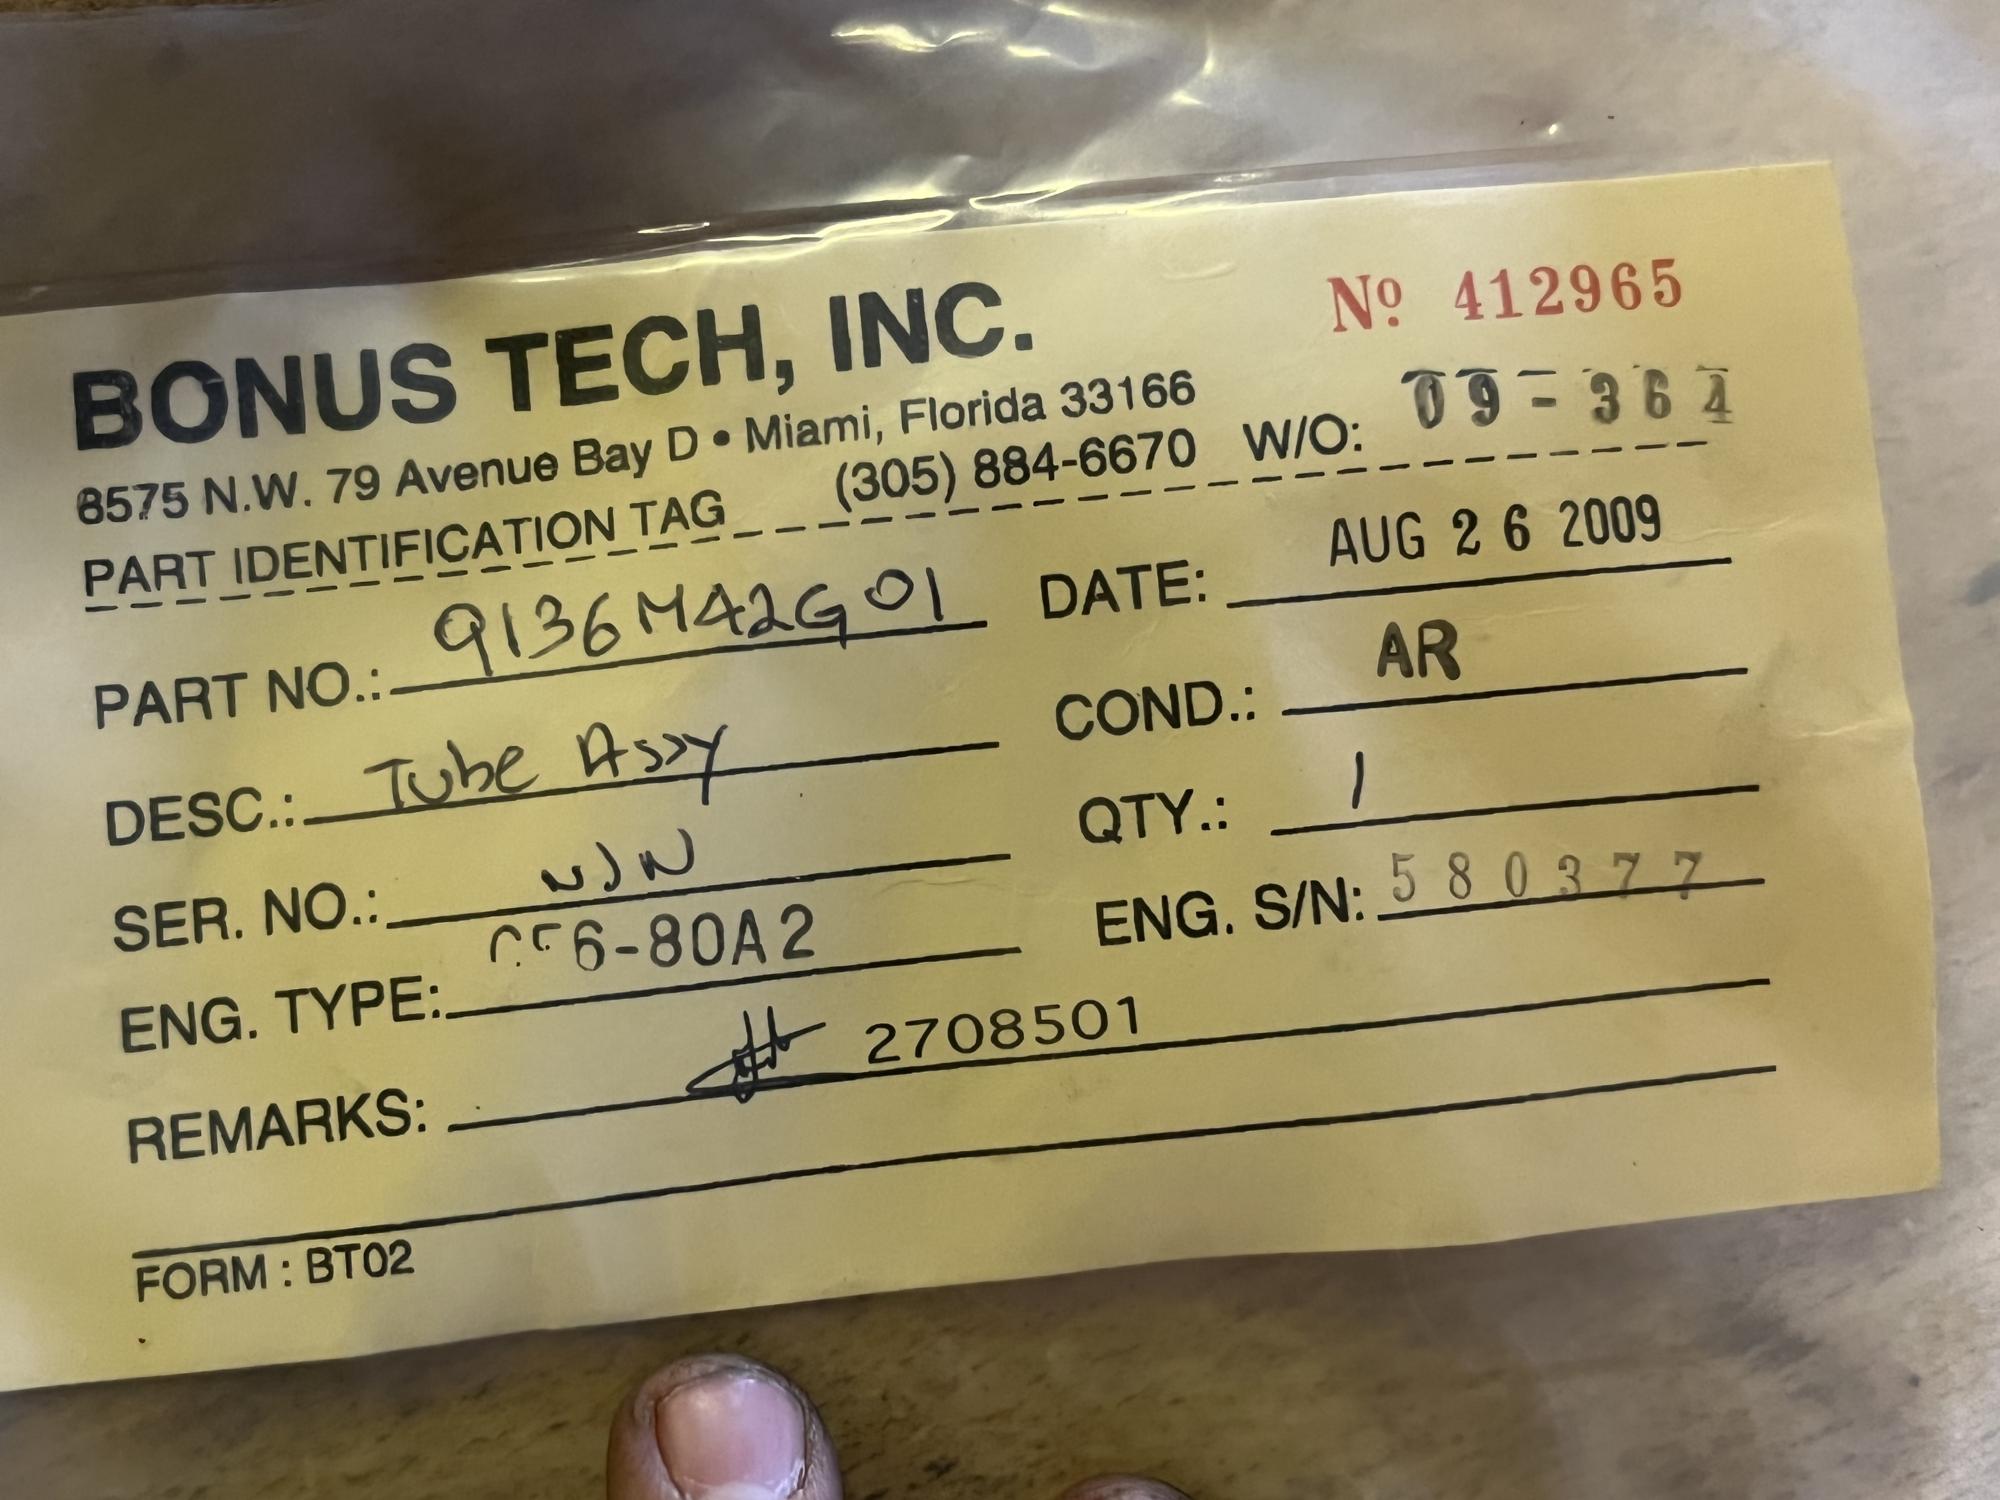 BONUS TECH, INC.
Nº 412965
8575 N.W. 79 Avenue Bay D • Miami, Florida 33166
(305) 884-6670
W/O: 09-364
PART IDENTIFICATION TAG
PART NO.: 9136M42G01
DATE: AUG 26 2009
DESC.: Tube Assy
COND.: AR
SER. NO.:
QTY.: 1
ENG. TYPE: CF6-80A2
ENG. S/N: 580377
REMARKS: 2708501
FORM : BT02